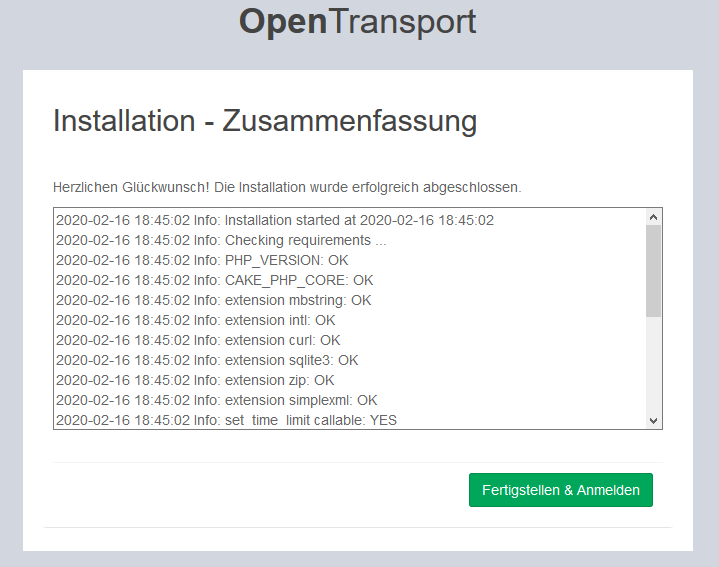 OpenTransport
Installation - Zusammenfassung
Herzlichen Glückwunsch! Die Installation wurde erfolgreich abgeschlossen.
2020-02-16 18:45:02 Info: Installation started at 2020-02-16 18:45:02
2020-02-16 18:45:02 Info: Checking requirements ...
2020-02-16 18:45:02 Info: PHP_VERSION: OK
2020-02-16 18:45:02 Info: CAKE_PHP_CORE: OK
2020-02-16 18:45:02 Info: extension mbstring: OK
2020-02-16 18:45:02 Info: extension intl: OK
2020-02-16 18:45:02 Info: extension curl: OK
2020-02-16 18:45:02 Info: extension sqlite3: OK
2020-02-16 18:45:02 Info: extension zip: OK
2020-02-16 18:45:02 Info: extension simplexml: OK
2020-02-16 18:45:02 Info: set_time_limit callable: YES
Fertigstellen & Anmelden